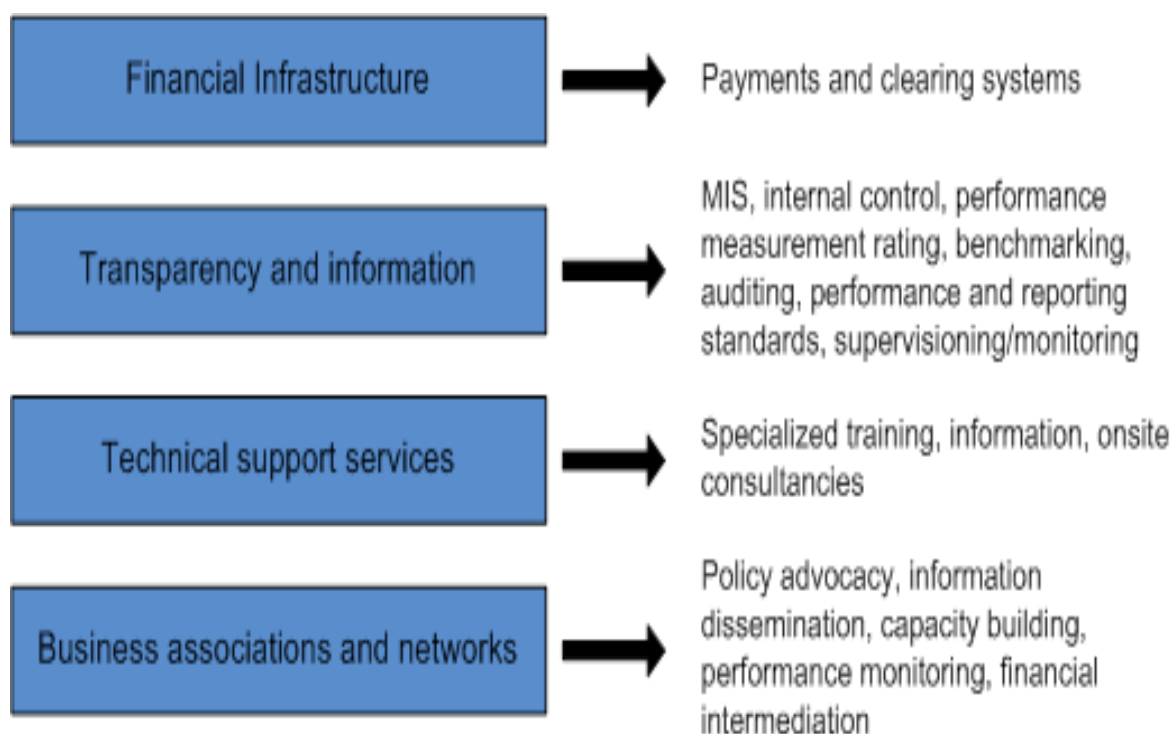 Financial Infrastructure
Payments and clearing systems
Transparency and information
MIS, internal control, performance
measurement rating, benchmarking,
auditing, performance and reporting
standards, supervisioning/monitoring
Technical support services
Specialized training, information, onsite
consultancies
Business associations and networks
Policy advocacy, information
dissemination, capacity building,
performance monitoring, financial
intermediation